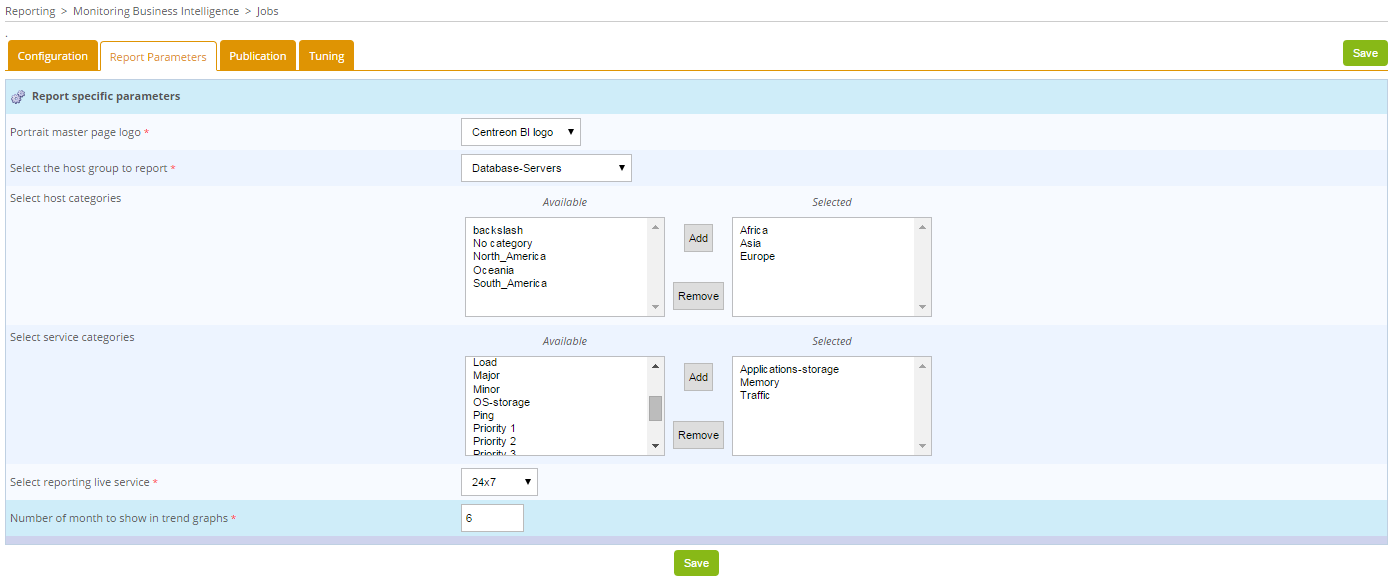 Reporting > Monitoring Business Intelligence > Jobs
.
Configuration Report Parameters Publication Tuning Save
Report specific parameters
Portrait master page logo * Centreon BI logo
Select the host group to report * Database-Servers
Select host categories
Available Selected
backslash
No category
North_America
Oceania
South_America
Add
Remove
Africa
Asia
Europe
Select service categories
Available Selected
Load
Major
Minor
OS-storage
Ping
Priority 1
Priority 2
Priority 3
Add
Remove
Applications-storage
Memory
Traffic
Select reporting live service * 24x7
Number of month to show in trend graphs * 6
Save